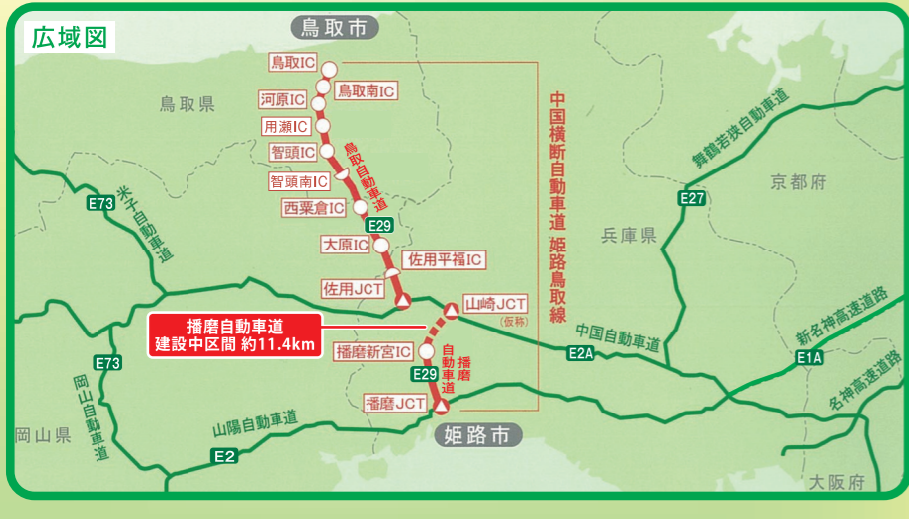 広域図
鳥取市
鳥取IC
鳥取南IC
河原IC
用瀬IC
智頭IC
智頭南IC
西粟倉IC
大原IC
佐用平福IC
佐用JCT
山崎JCT
(仮称)
播磨新宮IC
播磨JCT
鳥取県
鳥取自動車道
E29
中国横断自動車道 姫路鳥取線
舞鶴若狭自動車道
E27
京都府
兵庫県
E73
米子自動車道
播磨自動車道
建設中区間 約11.4km
播磨
自動車道
E29
中国自動車道
E2A
新名神高速道路
E1A
名神高速道路
E73
岡山自動車道
岡山県
山陽自動車道
E2
姫路市
大阪府